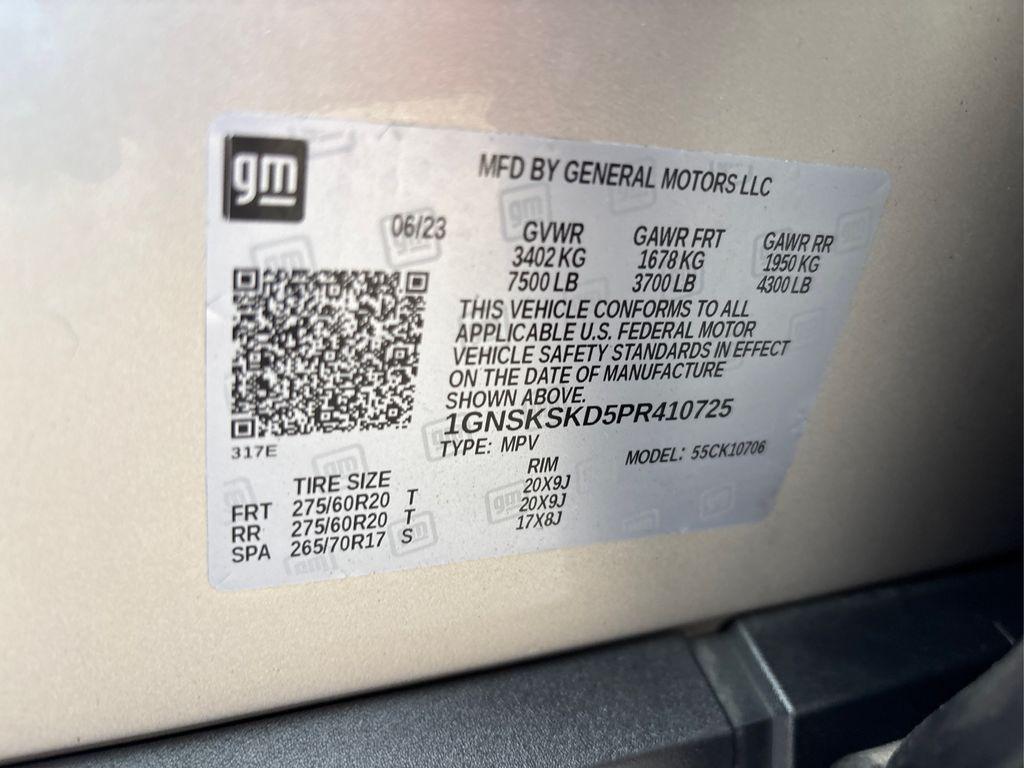 gm
MFD BY GENERAL MOTORS LLC
06/23 GVWR GAWR FRT GAWR RR
3402 KG 1678 KG 1950 KG
7500 LB 3700 LB 4300 LB
THIS VEHICLE CONFORMS TO ALL
APPLICABLE U.S. FEDERAL MOTOR
VEHICLE SAFETY STANDARDS IN EFFECT
ON THE DATE OF MANUFACTURE
SHOWN ABOVE.
1GNSKSKD5PR410725
317E
TYPE: MPV MODEL: 55CK10706
TIRE SIZE RIM
FRT 275/60R20 T 20X9J
RR 275/60R20 T 20X9J
SPA 265/70R17 S 17X8J